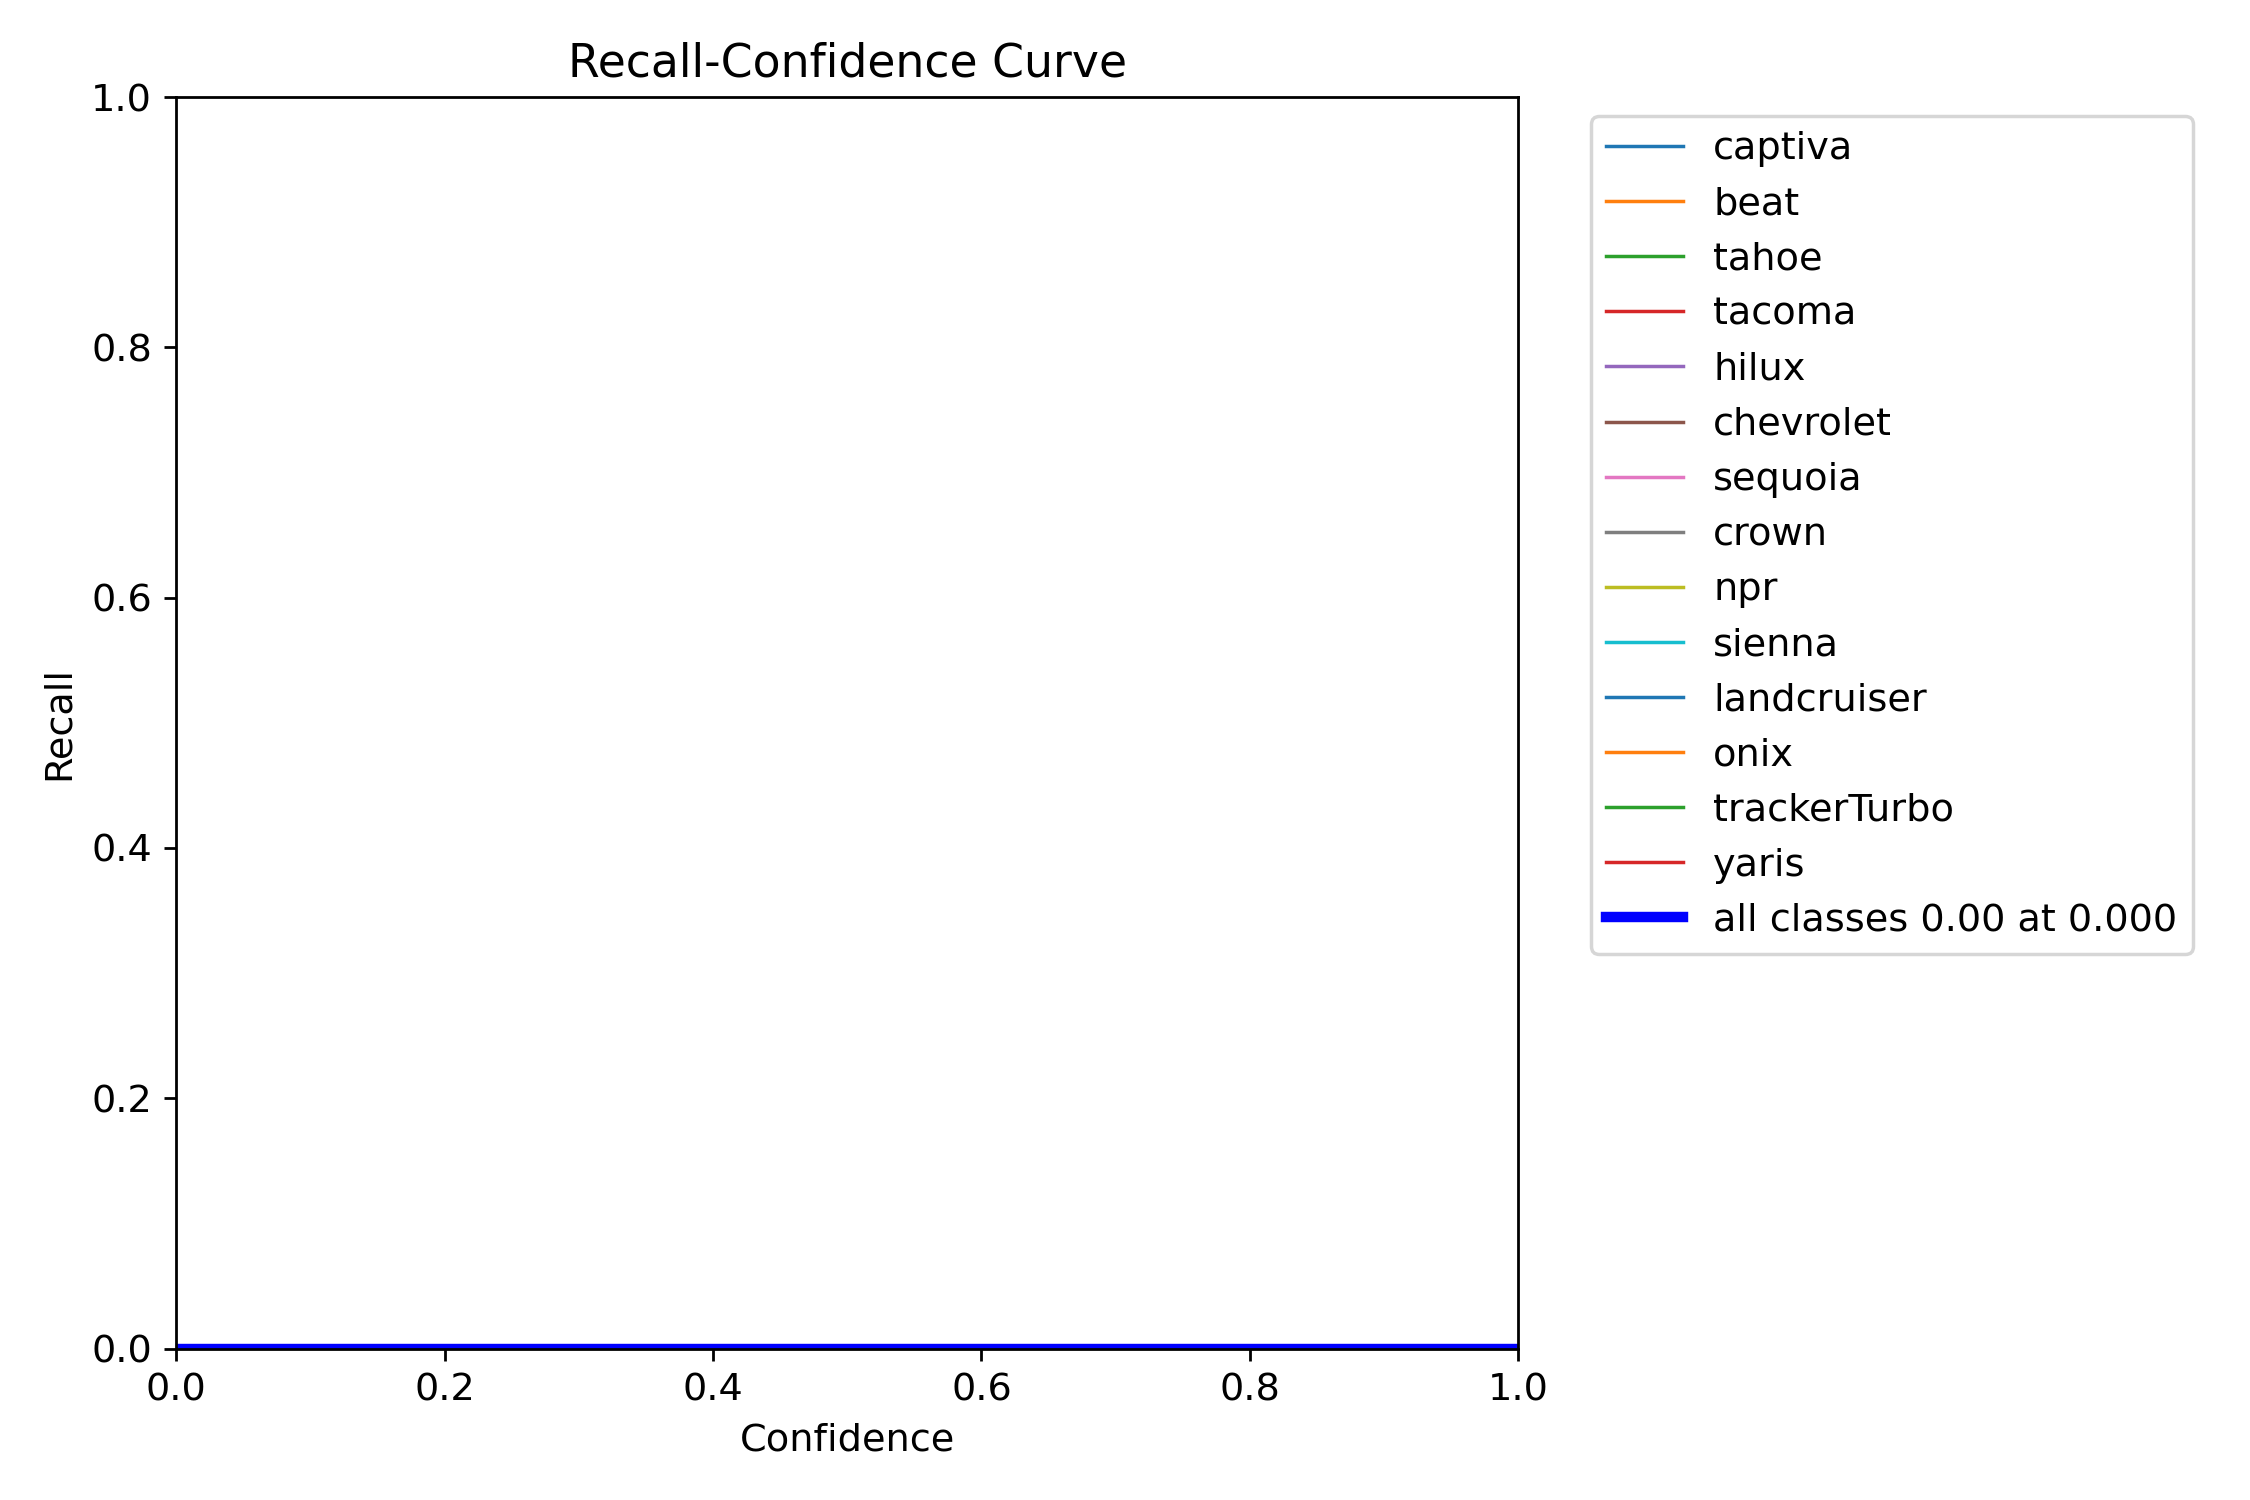 Recall-Confidence Curve
1.0
0.8
0.6
0.4
0.2
0.0
Recall
0.0 0.2 0.4 0.6 0.8 1.0
Confidence
captiva
beat
tahoe
tacoma
hilux
chevrolet
sequoia
crown
npr
sienna
landcruiser
onix
trackerTurbo
yaris
all classes 0.00 at 0.000